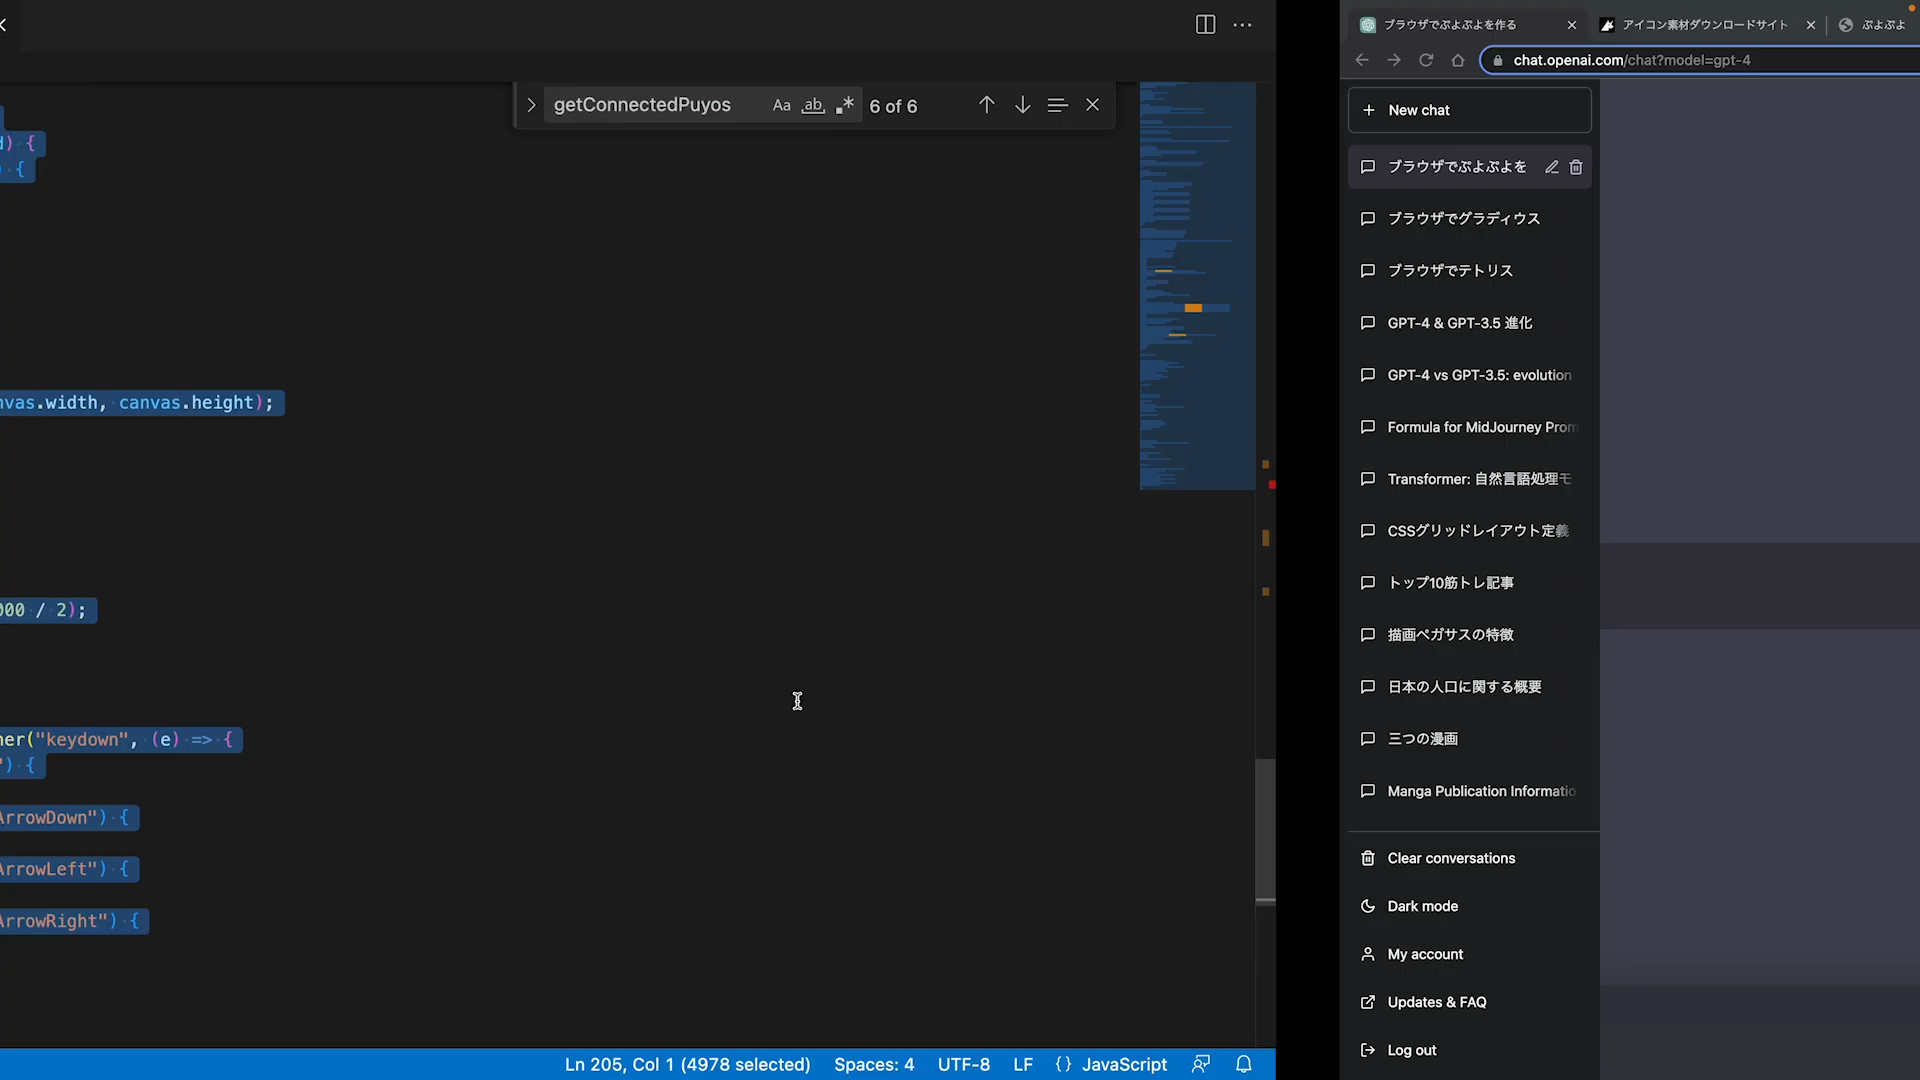 getConnectedPuyos
Aa
ab
6 of 6
) {
) {
canvas.width, canvas.height);
000 / 2);
("keydown", (e) => {
") {
ArrowDown") {
ArrowLeft") {
ArrowRight") {
Ln 205, Col 1 (4978 selected)
Spaces: 4
UTF-8
LF
{} JavaScript
ブラウザでぷよぷよを作る
アイコン素材ダウンロードサイト
ぷよぷよ
chat.openai.com/chat?model=gpt-4
+ New chat
ブラウザでぷよぷよを
ブラウザでグラディウス
ブラウザでテトリス
GPT-4 & GPT-3.5 進化
GPT-4 vs GPT-3.5: evolution
Formula for MidJourney Prom
Transformer: 自然言語処理モ
CSSグリッドレイアウト定義
トップ10筋トレ記事
描画ペガサスの特徴
日本の人口に関する概要
三つの漫画
Manga Publication Informatio
Clear conversations
Dark mode
My account
Updates & FAQ
Log out